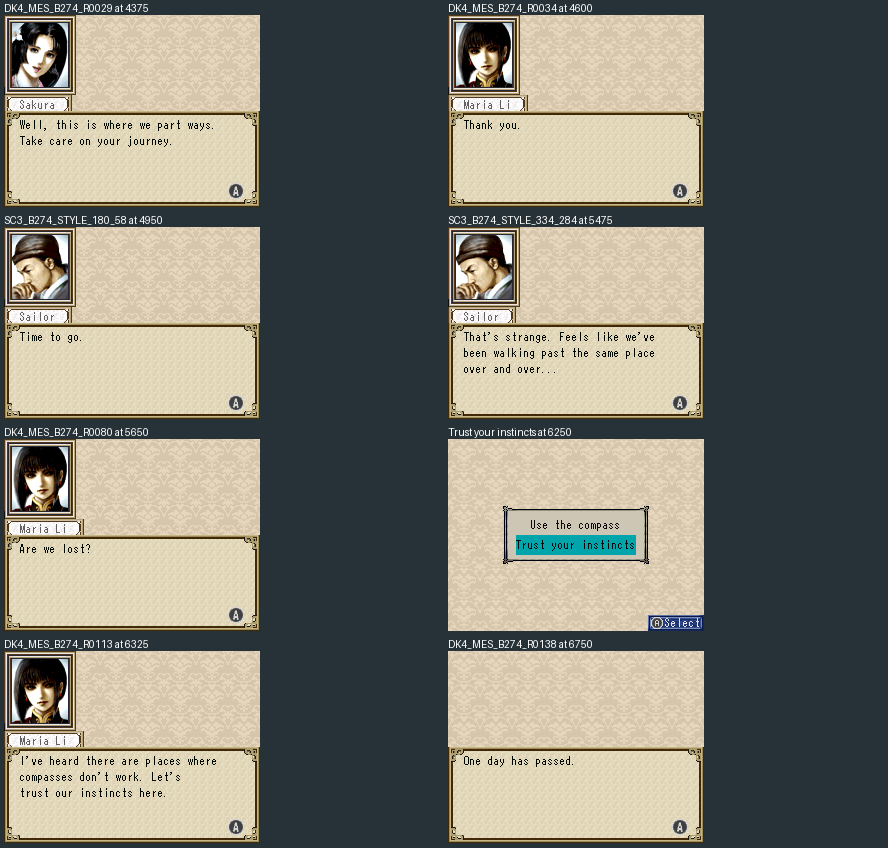 DK4_MES_B274_R0029 at 4375
Sakura
Well, this is where we part ways.
Take care on your journey.
A
DK4_MES_B274_R0034 at 4600
Maria Li
Thank you.
A
SC3_B274_STYLE_180_58 at 4950
Sailor
Time to go.
A
SC3_B274_STYLE_334_284 at 5475
Sailor
That's strange. Feels like we've
been walking past the same place
over and over...
A
DK4_MES_B274_R0080 at 5650
Maria Li
Are we lost?
A
Trust your instincts at 6250
Use the compass
Trust your instincts
A Select
DK4_MES_B274_R0113 at 6325
Maria Li
I've heard there are places where
compasses don't work. Let's
trust our instincts here.
A
DK4_MES_B274_R0138 at 6750
One day has passed.
A